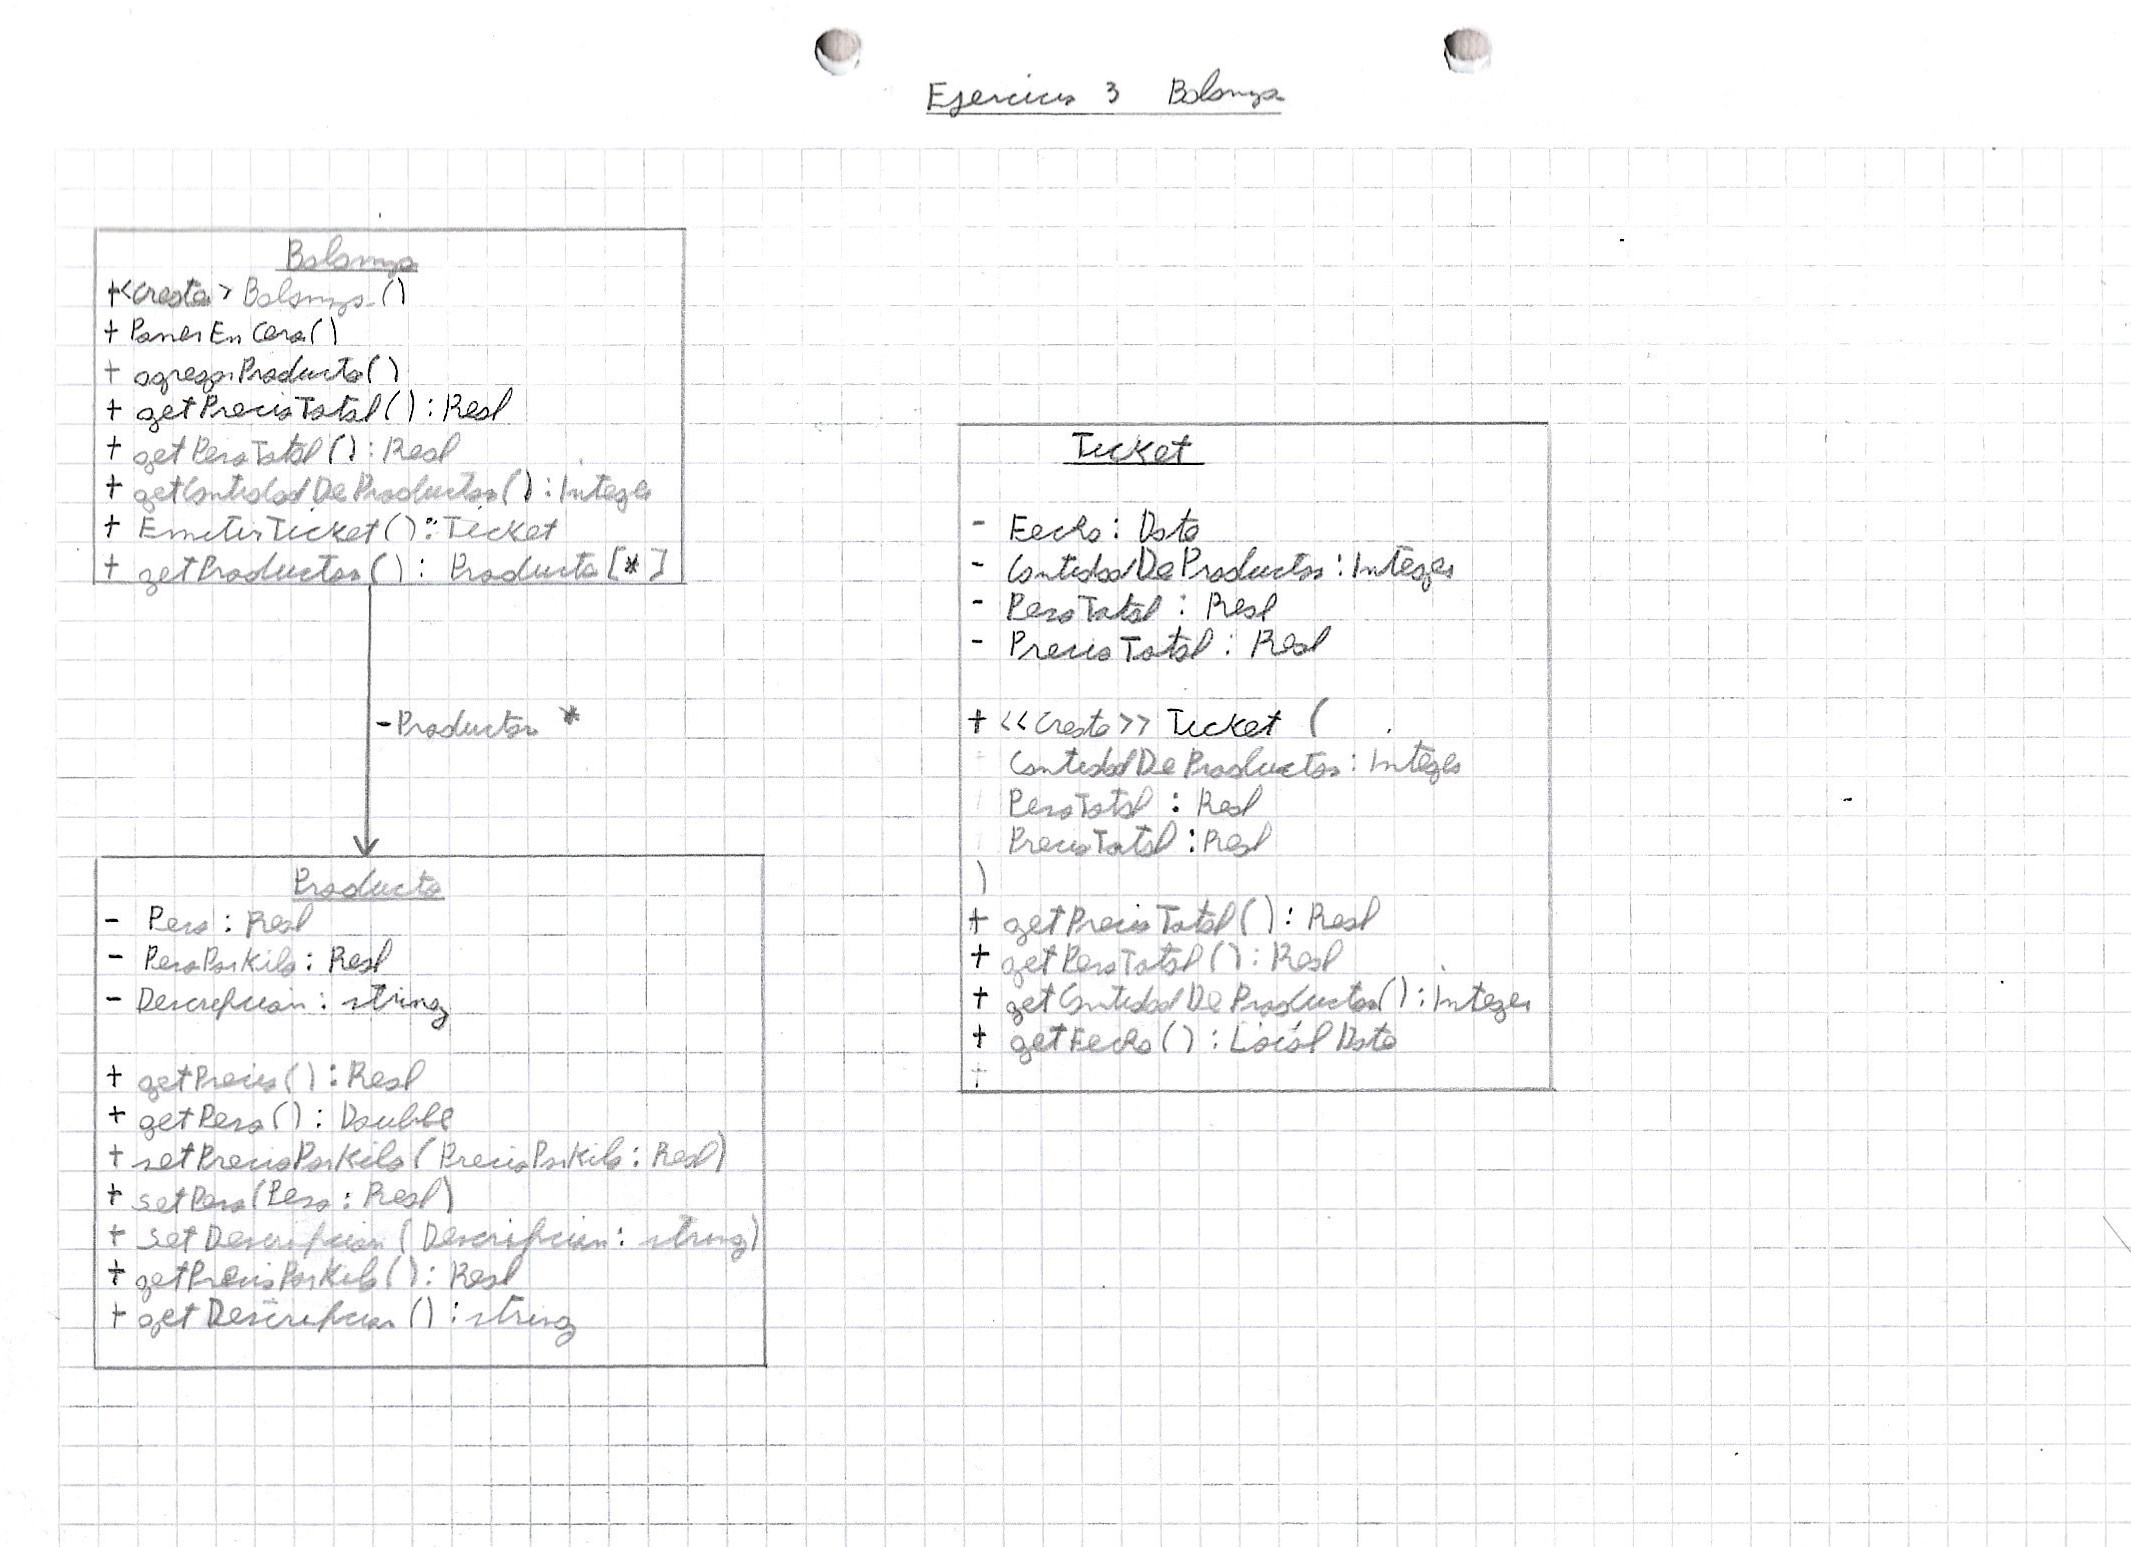 Ejercicio 3 Balanza
Balanza
+<create> Balanza ()
+ PonerEnCero()
+ agregarProducto()
+ getPrecioTotal() : Real
+ getPesoTotal() : Real
+ getCantidadDeProductos() : Integer
+ EmitirTicket() : Ticket
+ getProductos() : Producto [*]
- Productos *
Producto
- Peso : Real
- PesoPorKilo : Real
- Descripcion : string
+ getPrecio() : Real
+ getPeso() : Double
+ setPrecioPorKilo(PrecioPorKilo : Real)
+ setPeso(Peso : Real)
+ setDescripcion(Descripcion : string)
+ getPrecioPorKilo() : Real
+ getDescripcion() : string
Ticket
- Fecha : Date
- CantidadDeProductos : Integer
- PesoTotal : Real
- PrecioTotal : Real
+ <<create>> Ticket (
CantidadDeProductos : Integer
PesoTotal : Real
PrecioTotal : Real
)
+ getPrecioTotal() : Real
+ getPesoTotal() : Real
+ getCantidadDeProductos() : Integer
+ getFecha() : Local Date
+